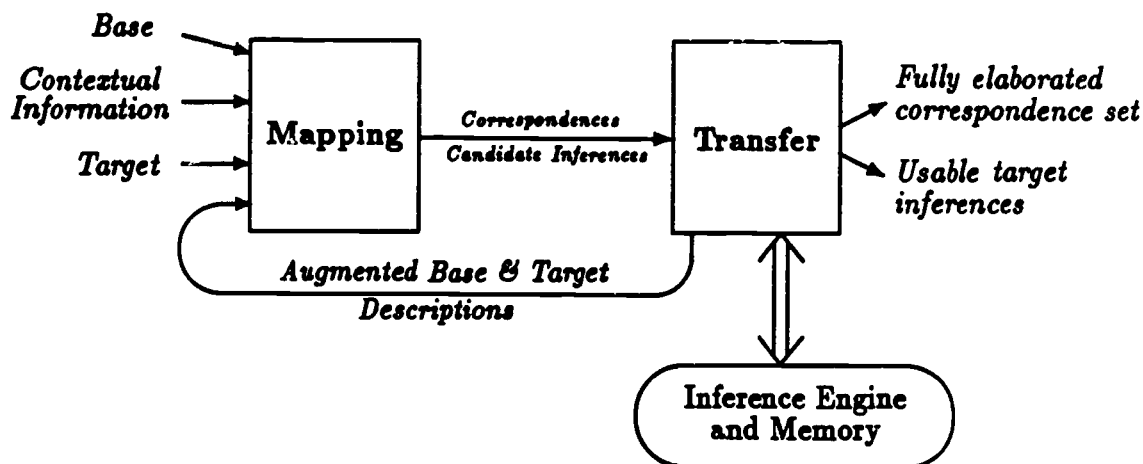 Base
Contextual
Information
Target
Mapping
Correspondences
Candidate Inferences
Transfer
Fully elaborated
correspondence set
Usable target
inferences
Augmented Base & Target
Descriptions
Inference Engine
and Memory